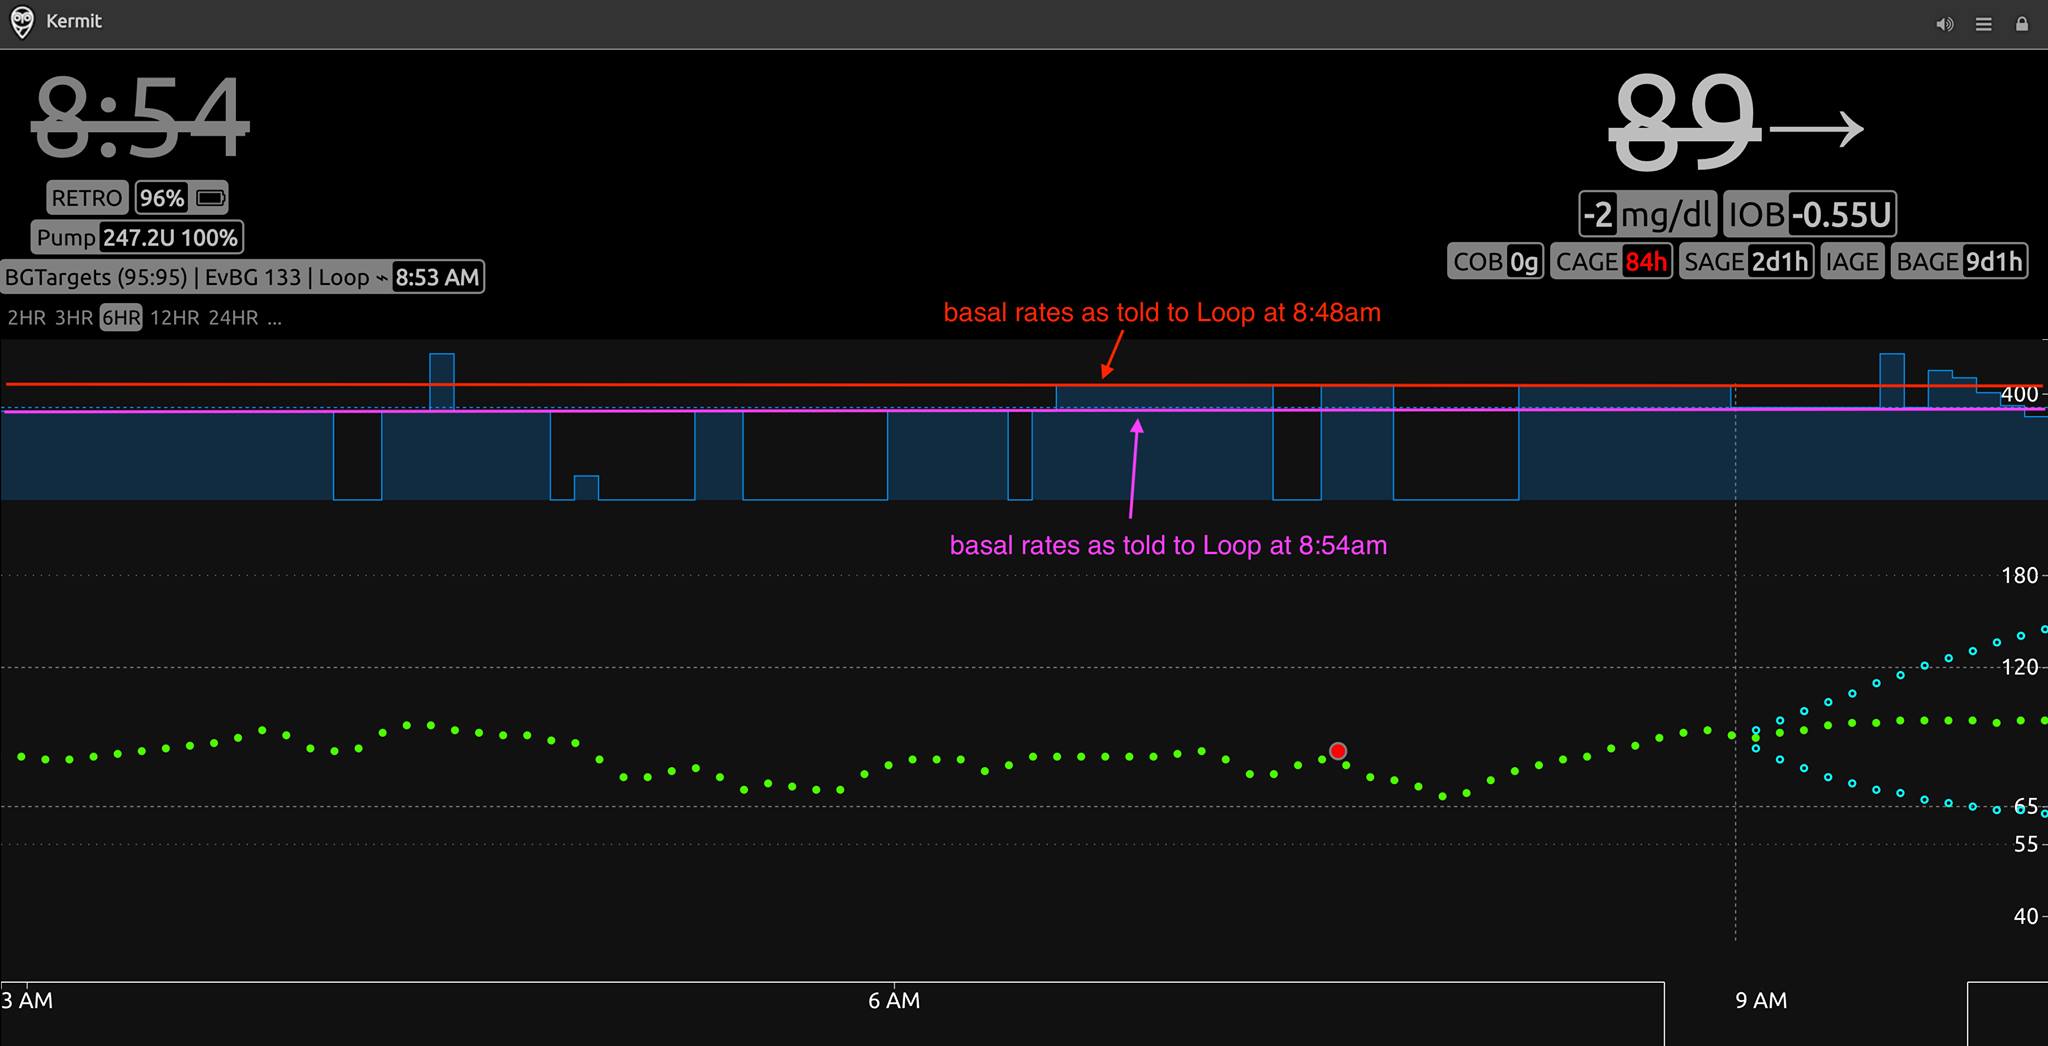 Kermit
8:54
89→
RETRO 96%
-2 mg/dl IOB -0.55U
Pump 247.2U 100%
COB 0g CAGE 84h SAGE 2d1h IAGE BAGE 9d1h
BGTargets (95:95) | EvBG 133 | Loop ⌁ 8:53 AM
2HR 3HR 6HR 12HR 24HR ...
basal rates as told to Loop at 8:48am
400
basal rates as told to Loop at 8:54am
180
120
65
55
40
3 AM 6 AM 9 AM